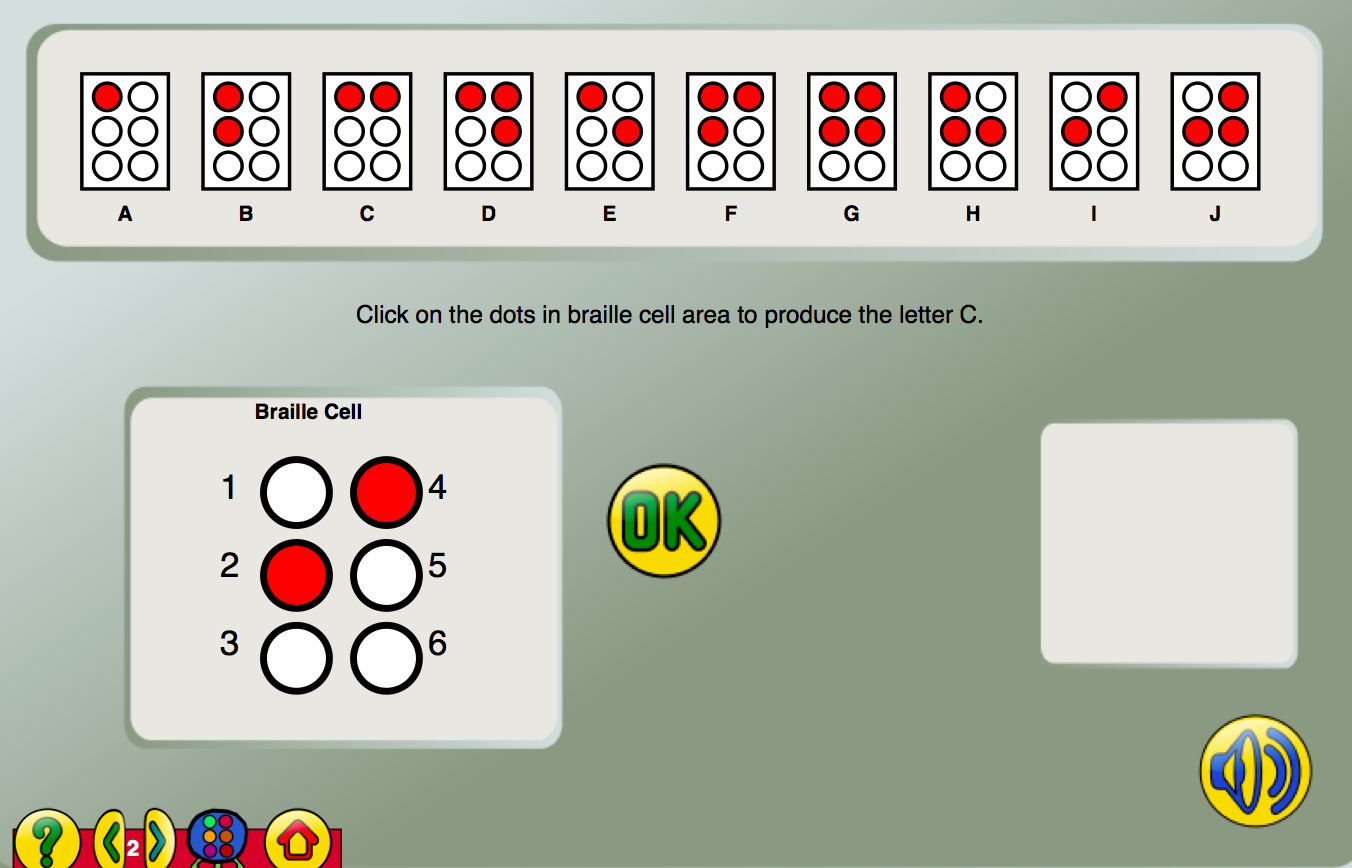 A B C D E F G H I J
Click on the dots in braille cell area to produce the letter C.
Braille Cell
1 4
2 5
3 6
OK
? < 2 >